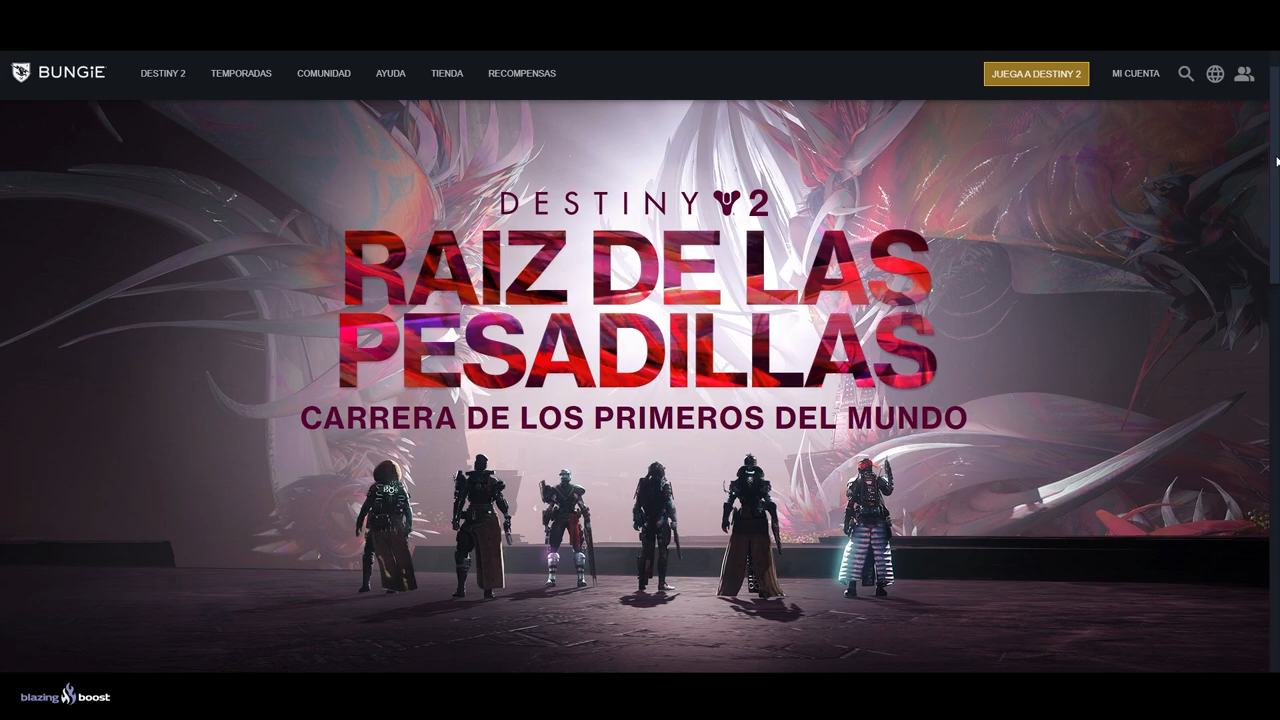 BUNGiE
DESTINY 2 TEMPORADAS COMUNIDAD AYUDA TIENDA RECOMPENSAS
JUEGA A DESTINY 2 MI CUENTA
DESTINY 2
RAIZ DE LAS
PESADILLAS
CARRERA DE LOS PRIMEROS DEL MUNDO
blazing boost